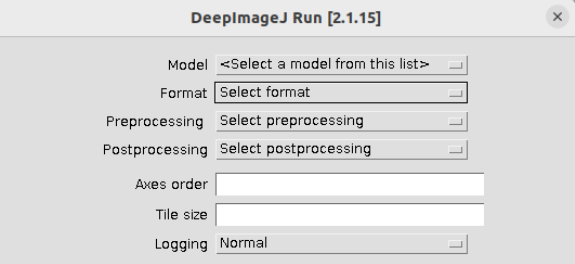 DeepImageJ Run [2.1.15]
Model <Select a model from this list>
Format Select format
Preprocessing Select preprocessing
Postprocessing Select postprocessing
Axes order
Tile size
Logging Normal